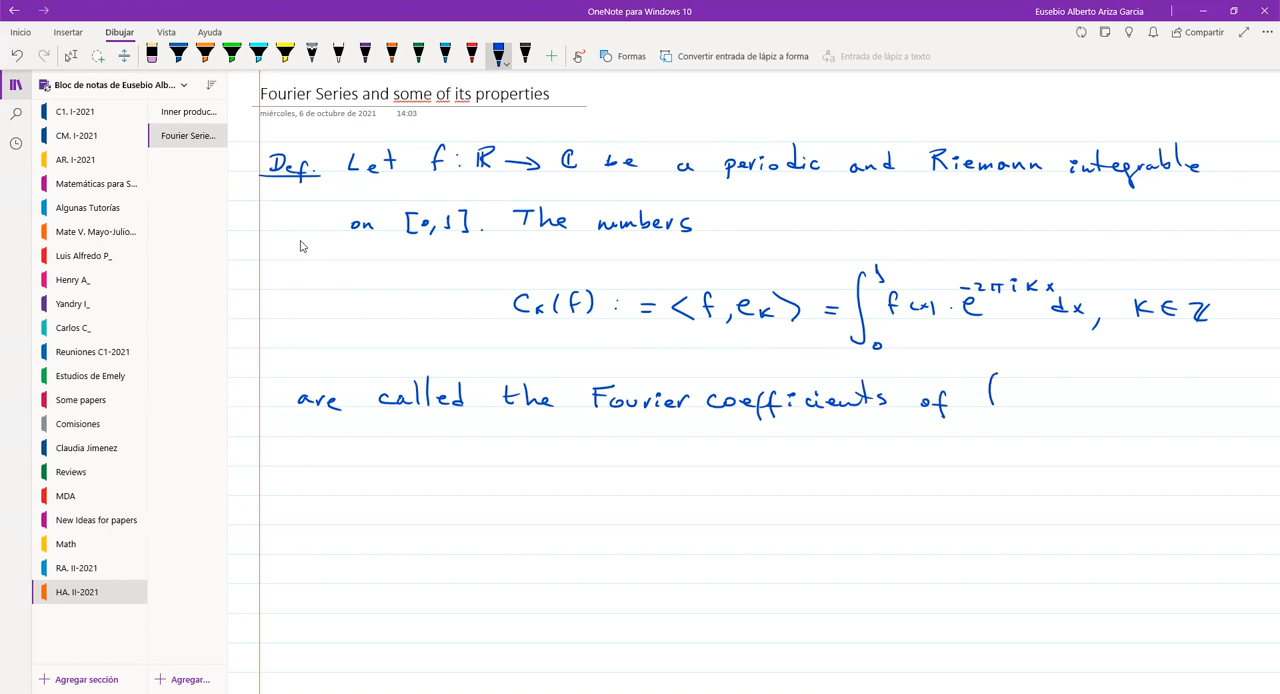 OneNote para Windows 10
Eusebio Alberto Ariza Garcia
Inicio Insertar Dibujar Vista Ayuda
Compartir
Formas
Convertir entrada de lápiz a forma
Entrada de lápiz a texto
Bloc de notas de Eusebio Alb...
C1. I-2021
CM. I-2021
AR. I-2021
Matemáticas para S...
Algunas Tutorías
Mate V. Mayo-Julio...
Luis Alfredo P_
Henry A_
Yandry I_
Carlos C_
Reuniones C1-2021
Estudios de Emely
Some papers
Comisiones
Claudia Jimenez
Reviews
MDA
New Ideas for papers
Math
RA. II-2021
HA. II-2021
Agregar sección
Inner produc...
Fourier Serie...
Agregar...
Fourier Series and some of its properties
miércoles, 6 de octubre de 2021 14:03
Def. Let f : ℝ → ℂ be a periodic and Riemann integrable
on [0,1]. The numbers
C_k(f) := <f, e_k> = ∫_0^1 f(x) · e^{-2πikx} dx, k ∈ ℤ
are called the Fourier coefficients of (